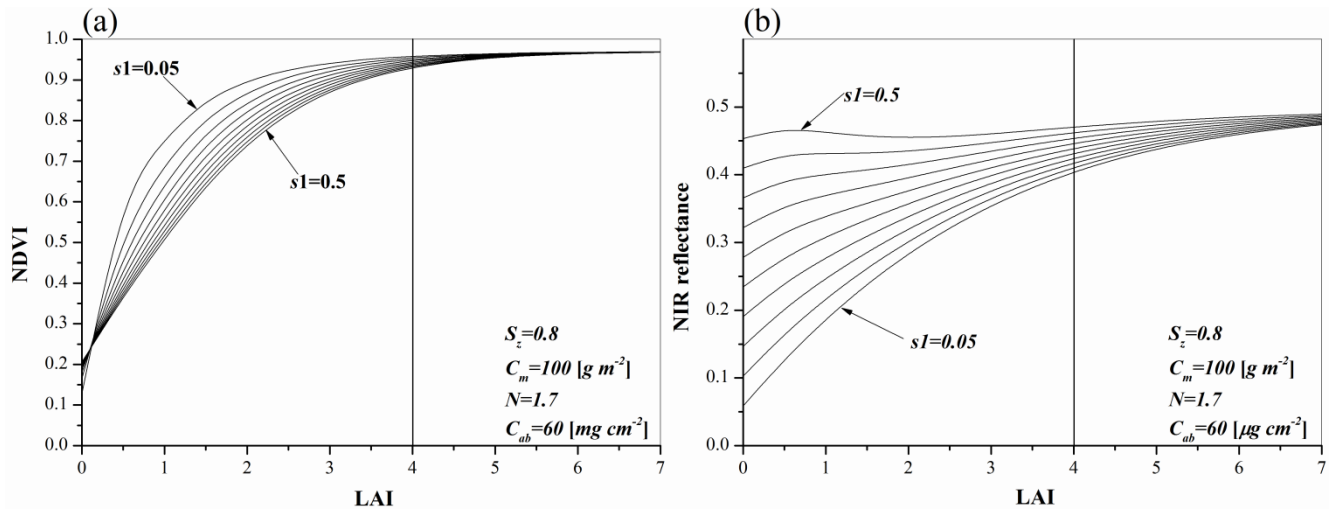 (a)
1.0
0.9
0.8
0.7
0.6
0.5
0.4
0.3
0.2
0.1
0.0
NDVI
s1=0.05
s1=0.5
S_z=0.8
C_m=100 [g m^-2]
N=1.7
C_ab=60 [mg cm^-2]
0 1 2 3 4 5 6 7
LAI
(b)
0.5
0.4
0.3
0.2
0.1
0.0
NIR reflectance
s1=0.5
s1=0.05
S_z=0.8
C_m=100 [g m^-2]
N=1.7
C_ab=60 [μg cm^-2]
0 1 2 3 4 5 6 7
LAI